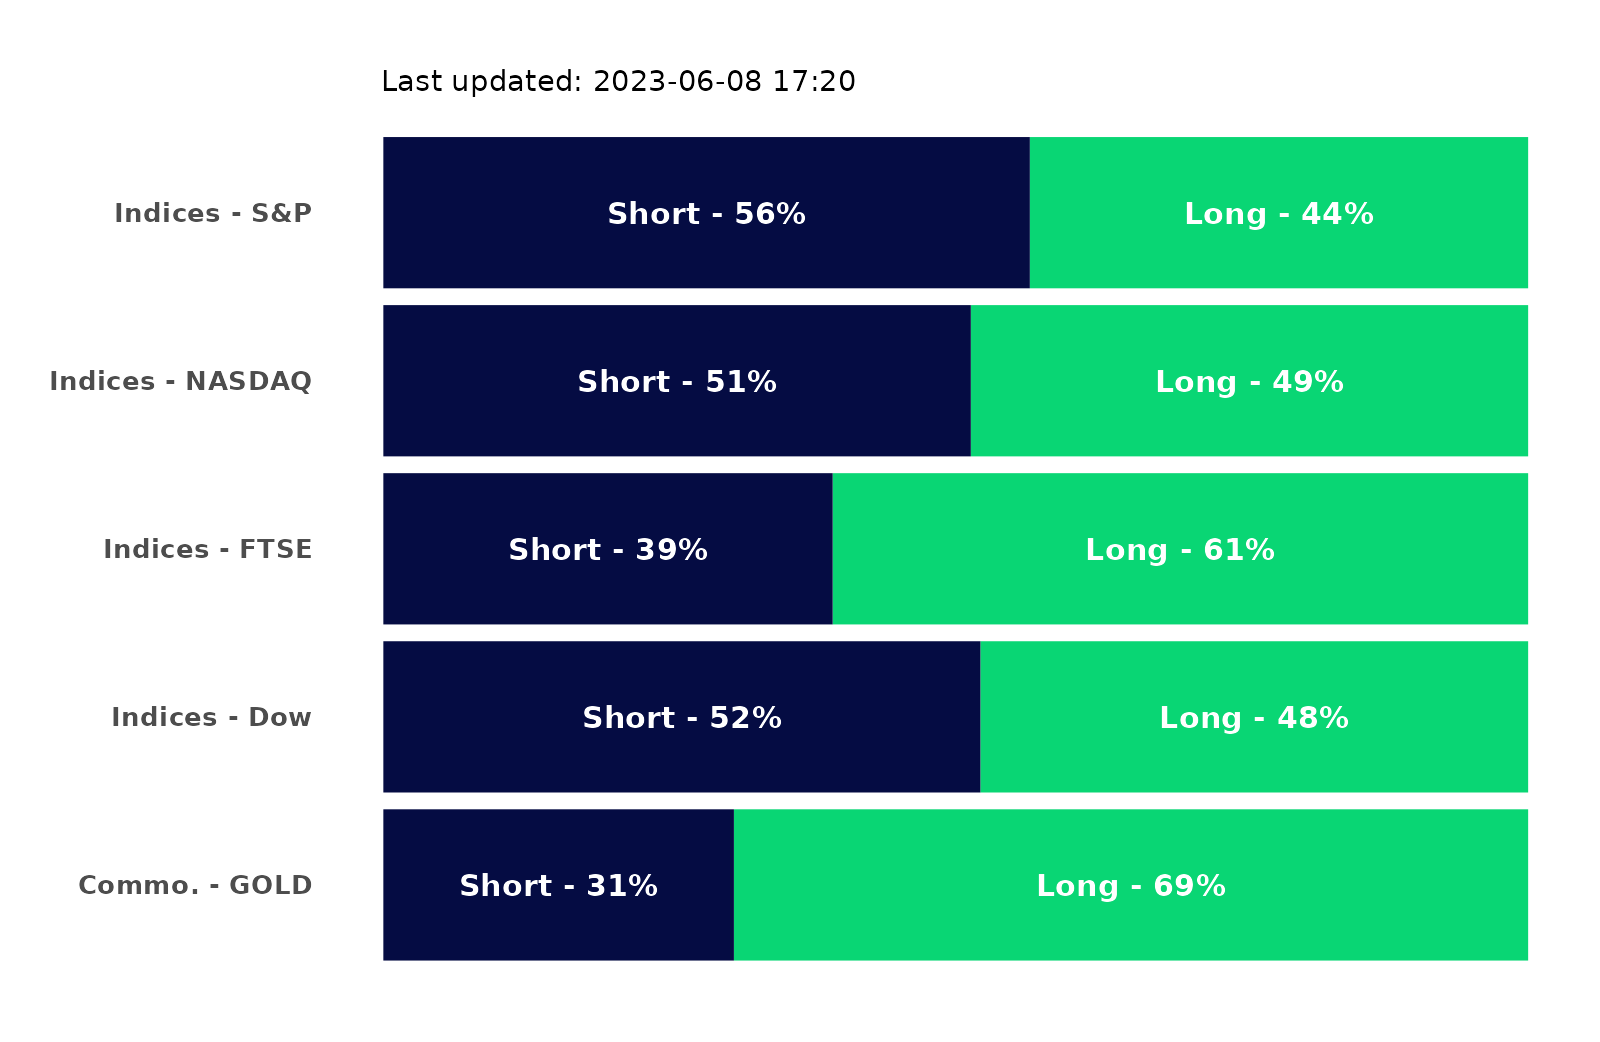 Last updated: 2023-06-08 17:20
Indices - S&P Short - 56% Long - 44%
Indices - NASDAQ Short - 51% Long - 49%
Indices - FTSE Short - 39% Long - 61%
Indices - Dow Short - 52% Long - 48%
Commo. - GOLD Short - 31% Long - 69%